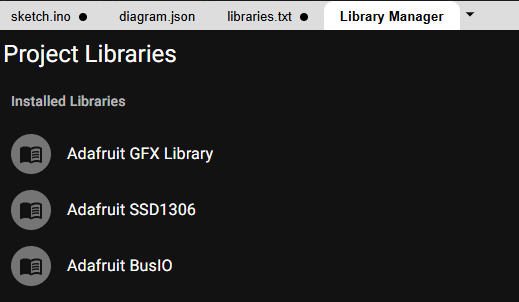 sketch.ino diagram.json libraries.txt Library Manager
Project Libraries
Installed Libraries
Adafruit GFX Library
Adafruit SSD1306
Adafruit BusIO